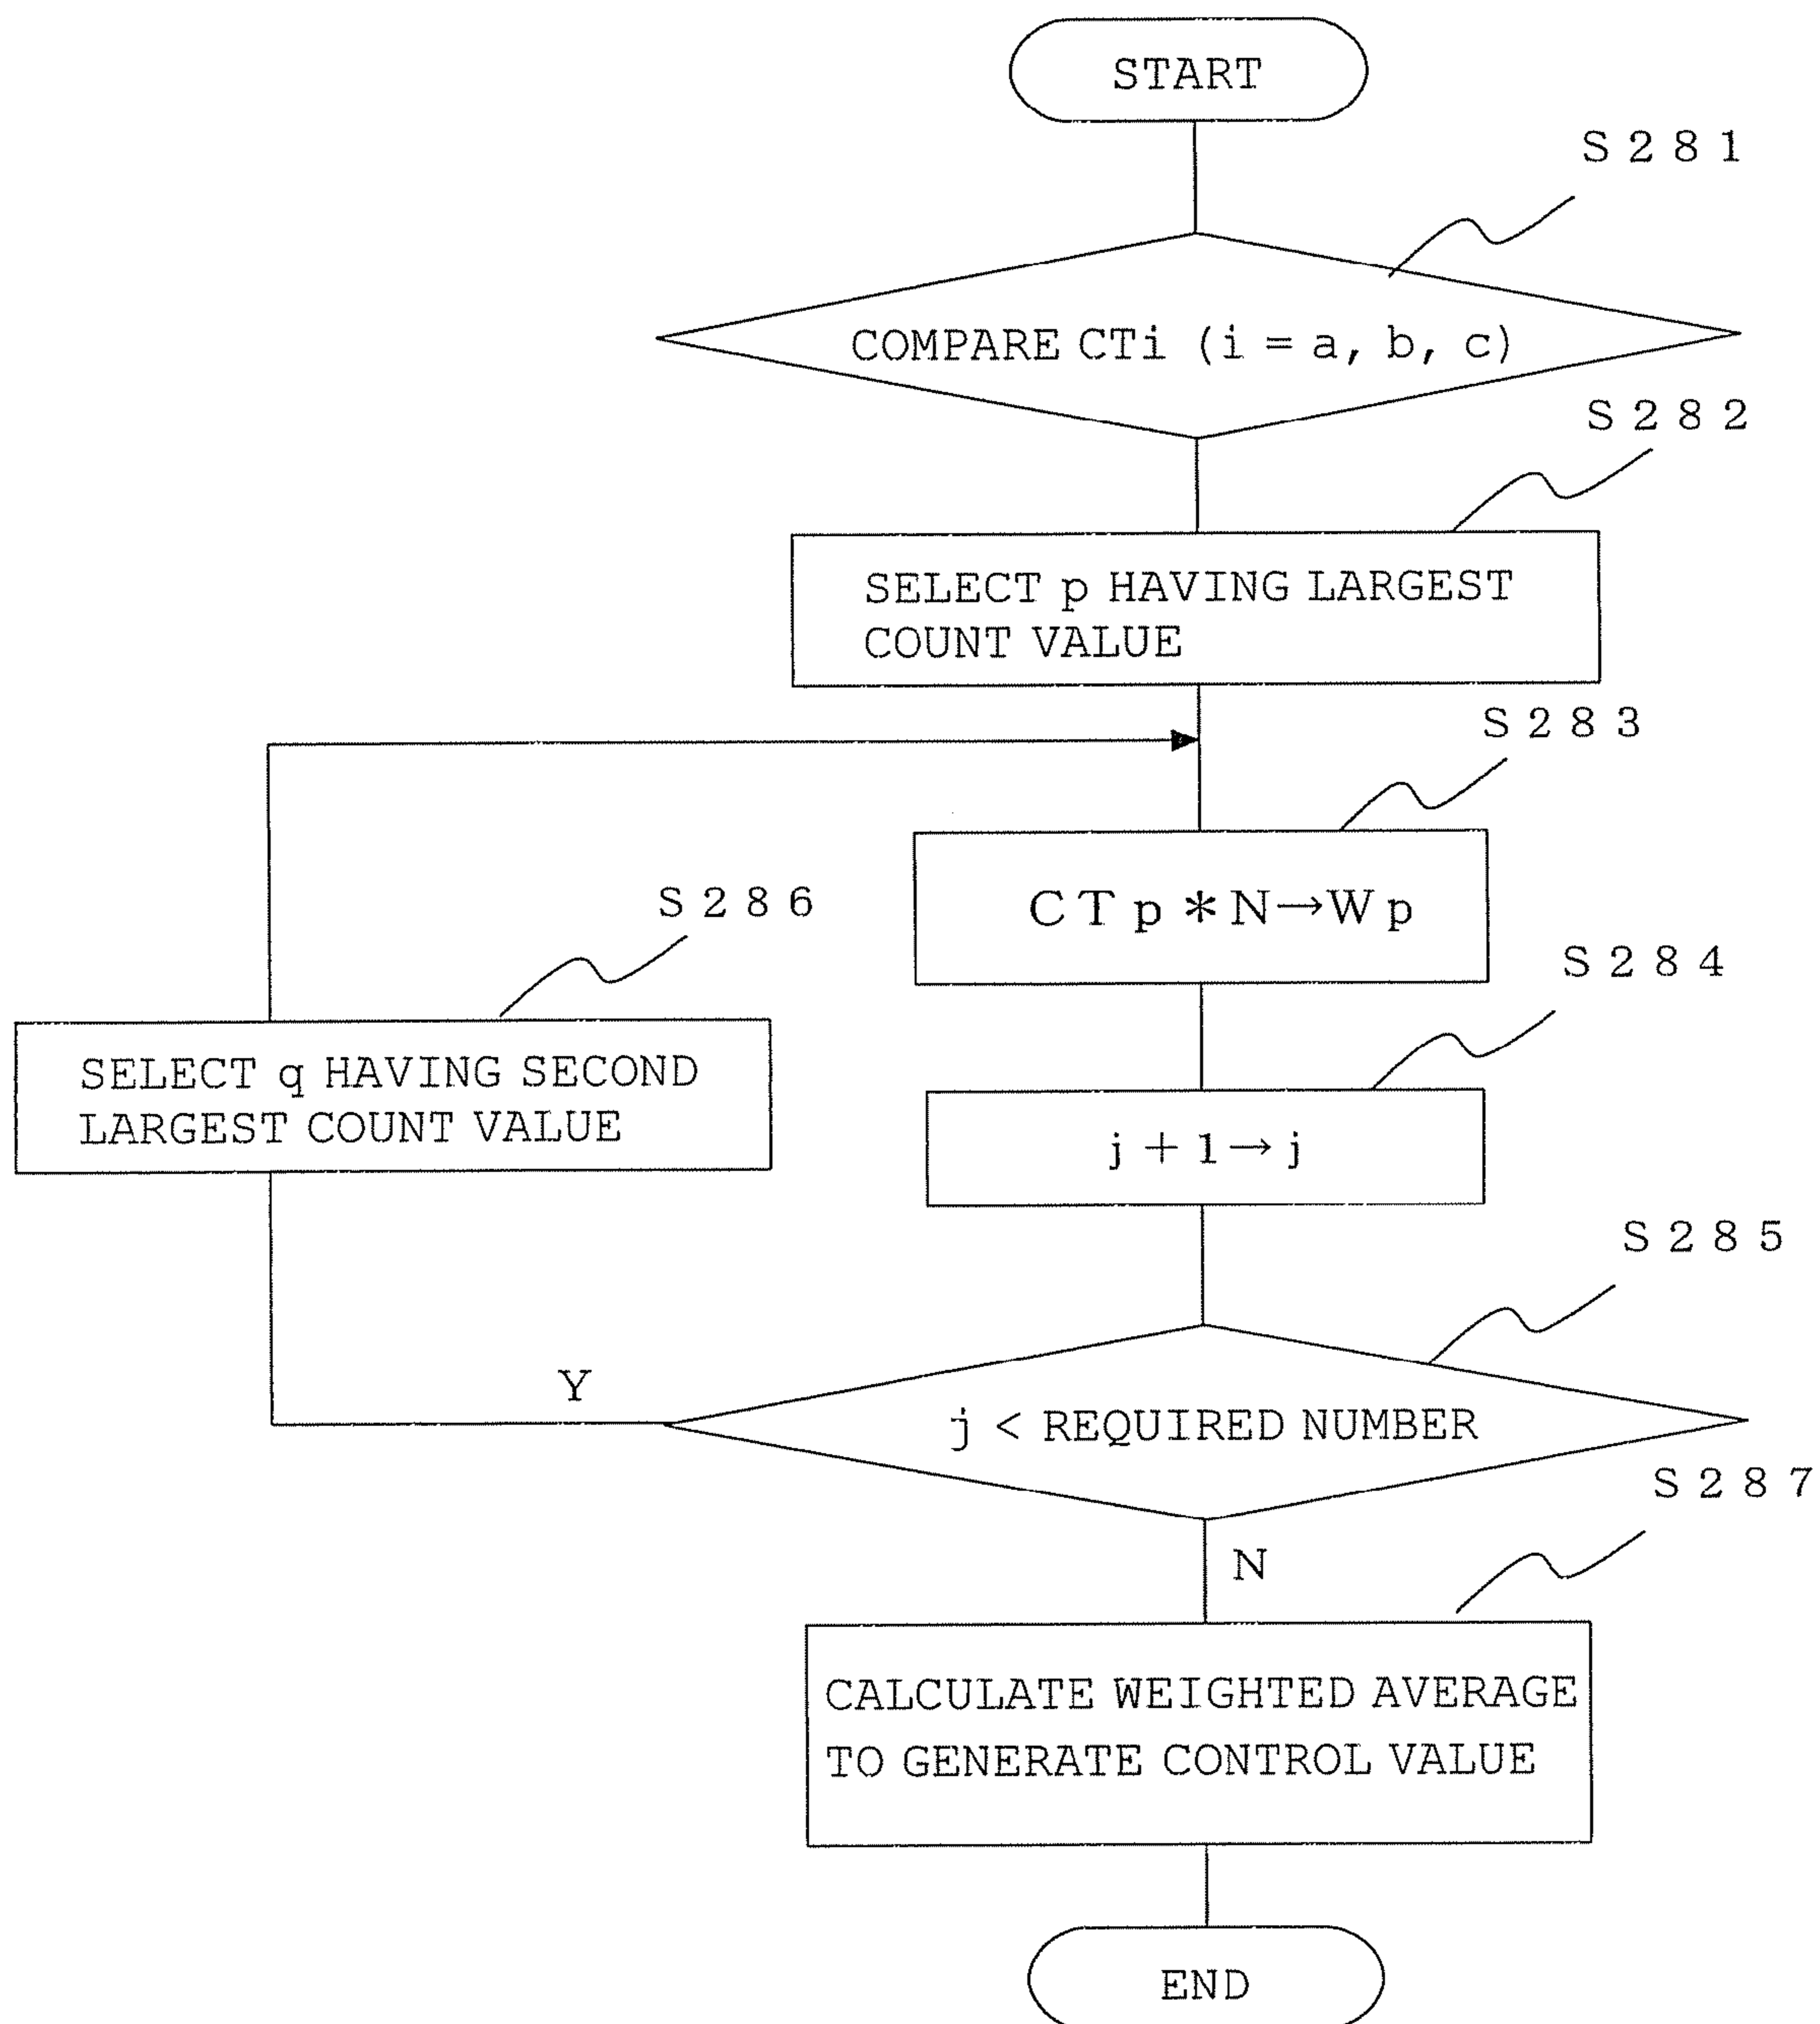 START
S281
COMPARE CTi (i = a, b, c)
S282
SELECT p HAVING LARGEST
COUNT VALUE
S283
CTp*N→Wp
S284
j+1→j
S286
SELECT q HAVING SECOND
LARGEST COUNT VALUE
S285
j < REQUIRED NUMBER
Y
N
S287
CALCULATE WEIGHTED AVERAGE
TO GENERATE CONTROL VALUE
END